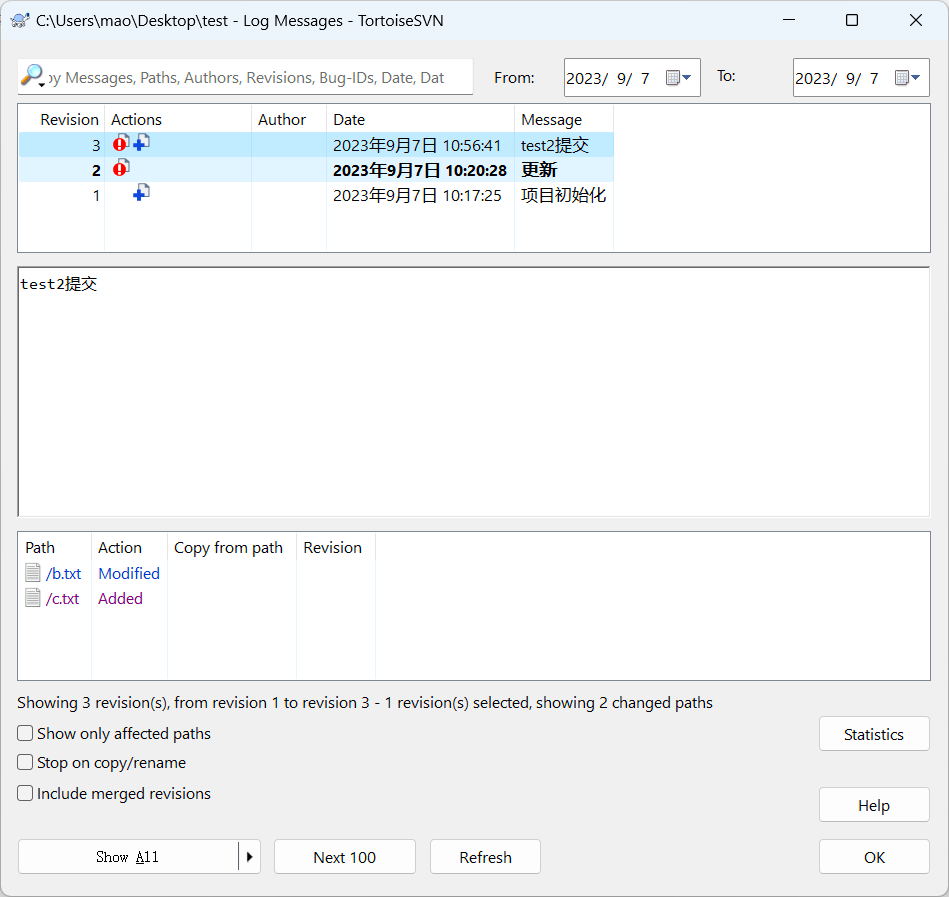 C:\Users\mao\Desktop\test - Log Messages - TortoiseSVN
y Messages, Paths, Authors, Revisions, Bug-IDs, Date, Dat From: 2023/ 9/ 7 To: 2023/ 9/ 7
Revision Actions Author Date Message
3 2023年9月7日 10:56:41 test2提交
2 2023年9月7日 10:20:28 更新
1 2023年9月7日 10:17:25 项目初始化
test2提交
Path Action Copy from path Revision
/b.txt Modified
/c.txt Added
Showing 3 revision(s), from revision 1 to revision 3 - 1 revision(s) selected, showing 2 changed paths
Show only affected paths
Statistics
Stop on copy/rename
Include merged revisions
Help
Show All Next 100 Refresh OK